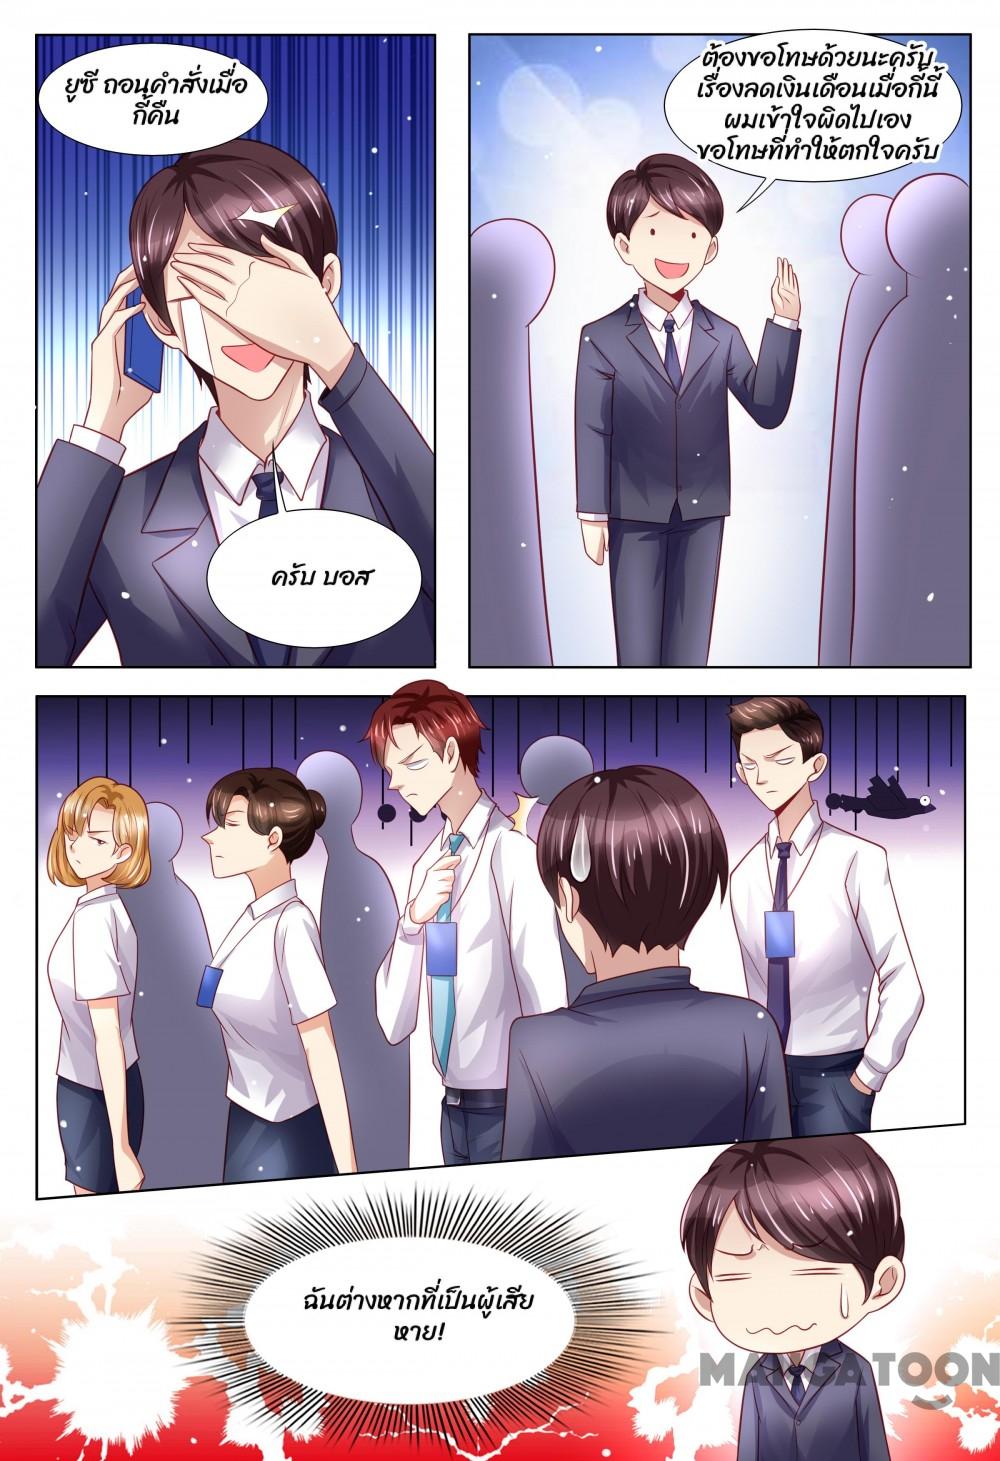 ยูซี ถอนคำสั่งเมื่อ
กี้คืน
ครับ บอส
ต้องขอโทษด้วยนะครับ
เรื่องลดเงินเดือนเมื่อกี้นี้
ผมเข้าใจผิดไปเอง
ขอโทษที่ทำให้ตกใจครับ
ฉันต่างหากที่เป็นผู้เสีย
หาย!
MANGATOON